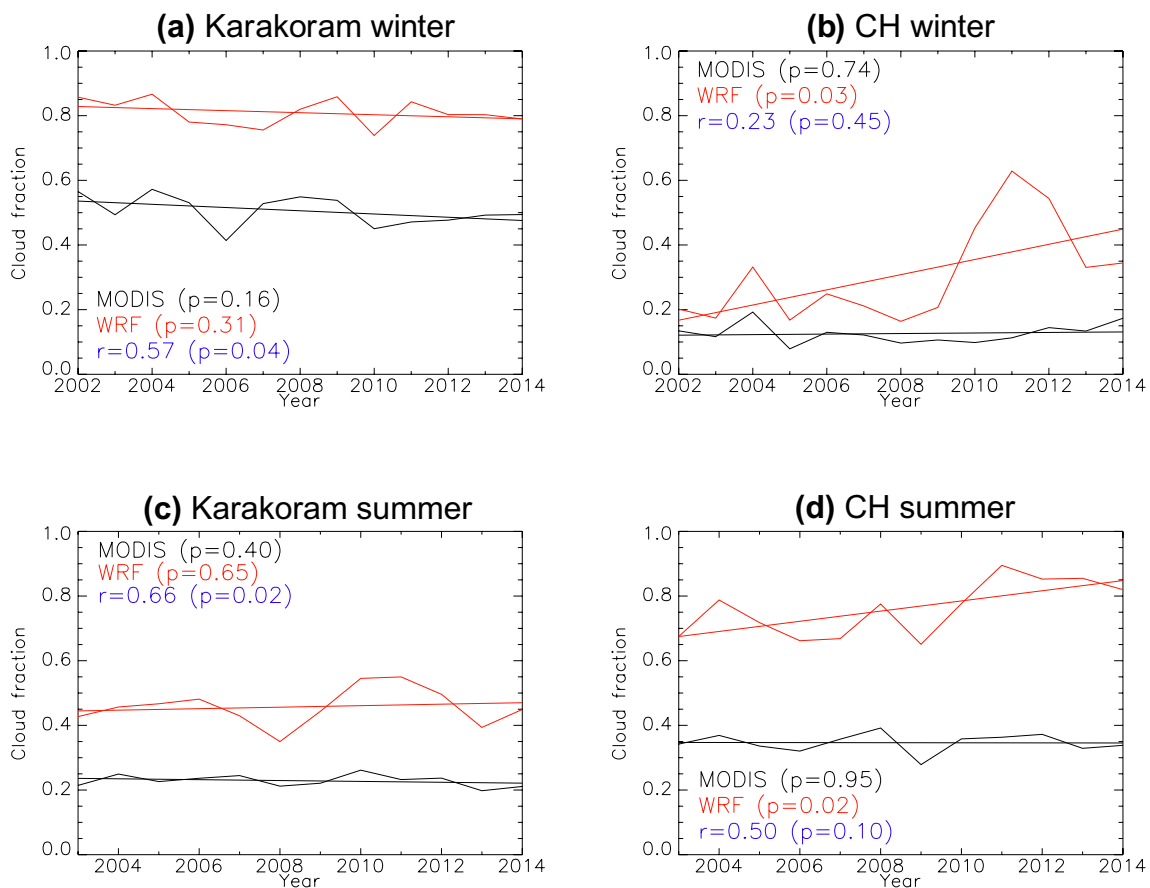 (a) Karakoram winter
1.0
0.8
0.6
0.4
0.2
0.0
Cloud fraction
MODIS (p=0.16)
WRF (p=0.31)
r=0.57 (p=0.04)
2002 2004 2006 2008 2010 2012 2014
Year
(b) CH winter
1.0
0.8
0.6
0.4
0.2
0.0
Cloud fraction
MODIS (p=0.74)
WRF (p=0.03)
r=0.23 (p=0.45)
2002 2004 2006 2008 2010 2012 2014
Year
(c) Karakoram summer
1.0
0.8
0.6
0.4
0.2
0.0
Cloud fraction
MODIS (p=0.40)
WRF (p=0.65)
r=0.66 (p=0.02)
2004 2006 2008 2010 2012 2014
Year
(d) CH summer
1.0
0.8
0.6
0.4
0.2
0.0
Cloud fraction
MODIS (p=0.95)
WRF (p=0.02)
r=0.50 (p=0.10)
2004 2006 2008 2010 2012 2014
Year